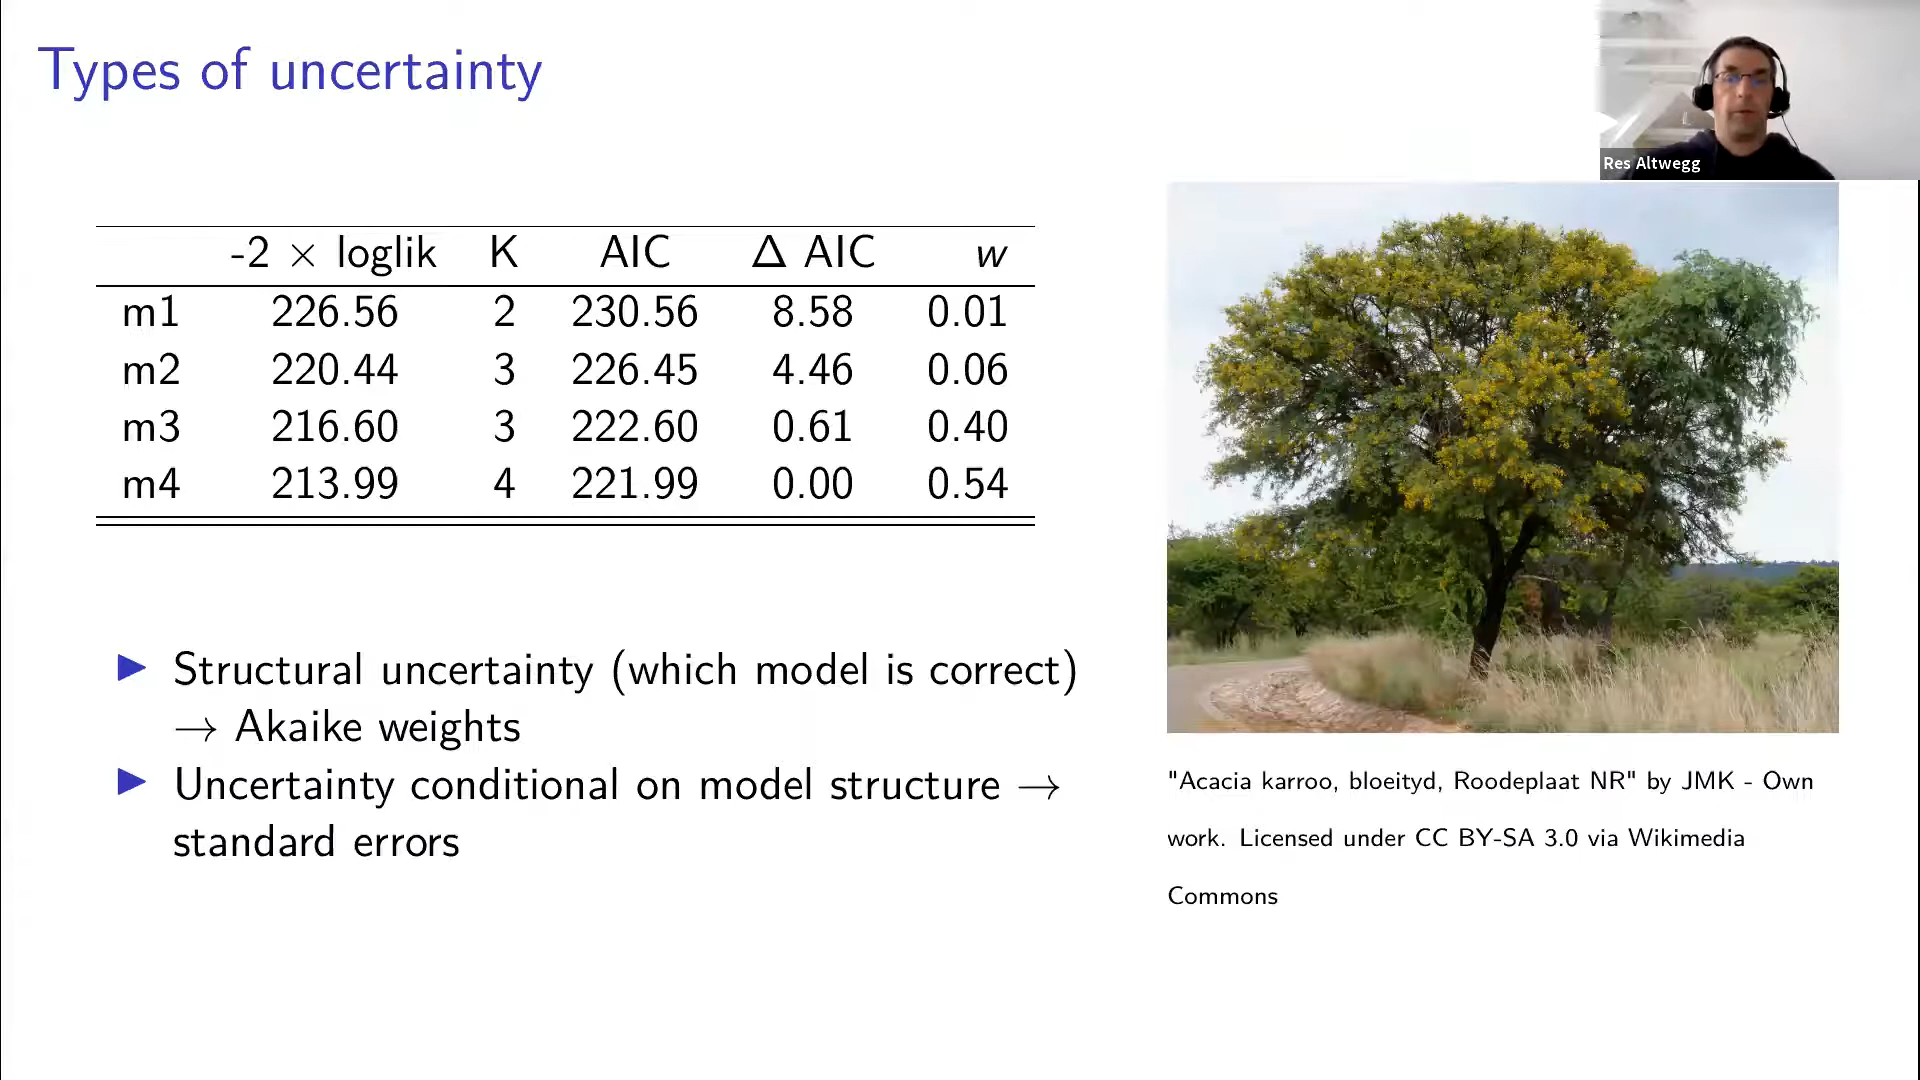 Types of uncertainty
Res Altwegg
-2 × loglik K AIC Δ AIC w
m1 226.56 2 230.56 8.58 0.01
m2 220.44 3 226.45 4.46 0.06
m3 216.60 3 222.60 0.61 0.40
m4 213.99 4 221.99 0.00 0.54
▶ Structural uncertainty (which model is correct)
→ Akaike weights
▶ Uncertainty conditional on model structure →
standard errors
"Acacia karroo, bloeityd, Roodeplaat NR" by JMK - Own
work. Licensed under CC BY-SA 3.0 via Wikimedia
Commons